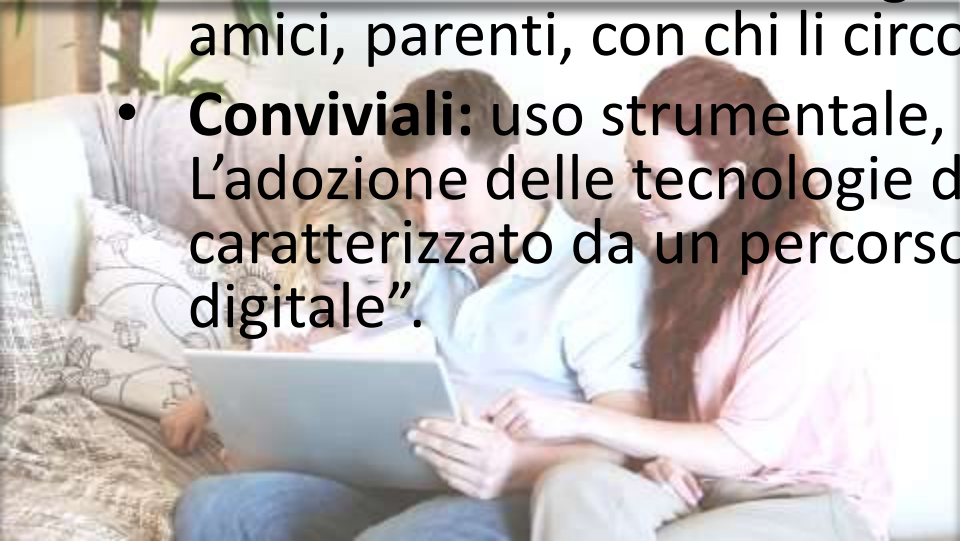 amici, parenti, con chi li circo
• Conviviali: uso strumentale,
L’adozione delle tecnologie d
caratterizzato da un percorso
digitale”.